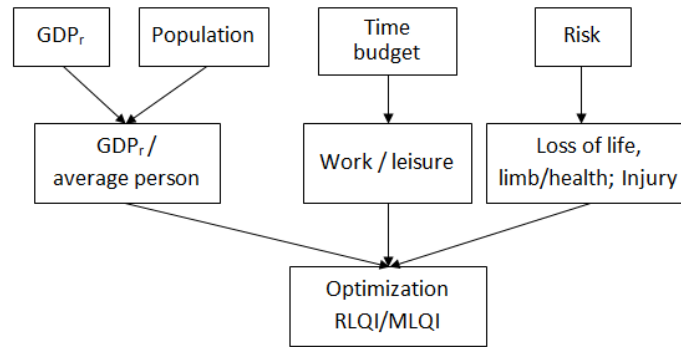 GDPᵣ
Population
Time
budget
Risk
GDPᵣ /
average person
Work / leisure
Loss of life,
limb/health; Injury
Optimization
RLQI/MLQI